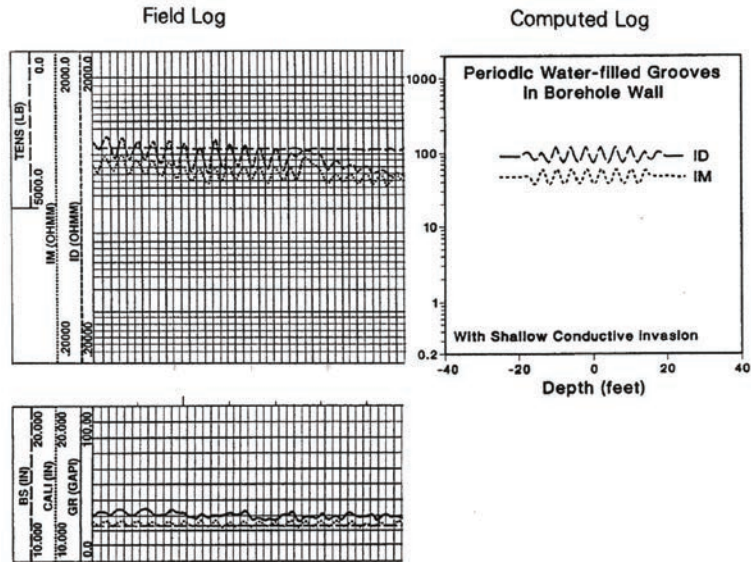 Field Log
Computed Log
TENS (LB)
0.0
5000.0
IM (OHMM)
2000.0
.20000
ID (OHMM)
2000.0
.20000
1000
100
10
1
0.2
Periodic Water-filled Grooves
in Borehole Wall
ID
IM
With Shallow Conductive Invasion
-40
-20
0
20
40
Depth (feet)
BS (IN)
20.000
10.000
CALI (IN)
20.000
10.000
GR (GAPI)
100.00
0.0